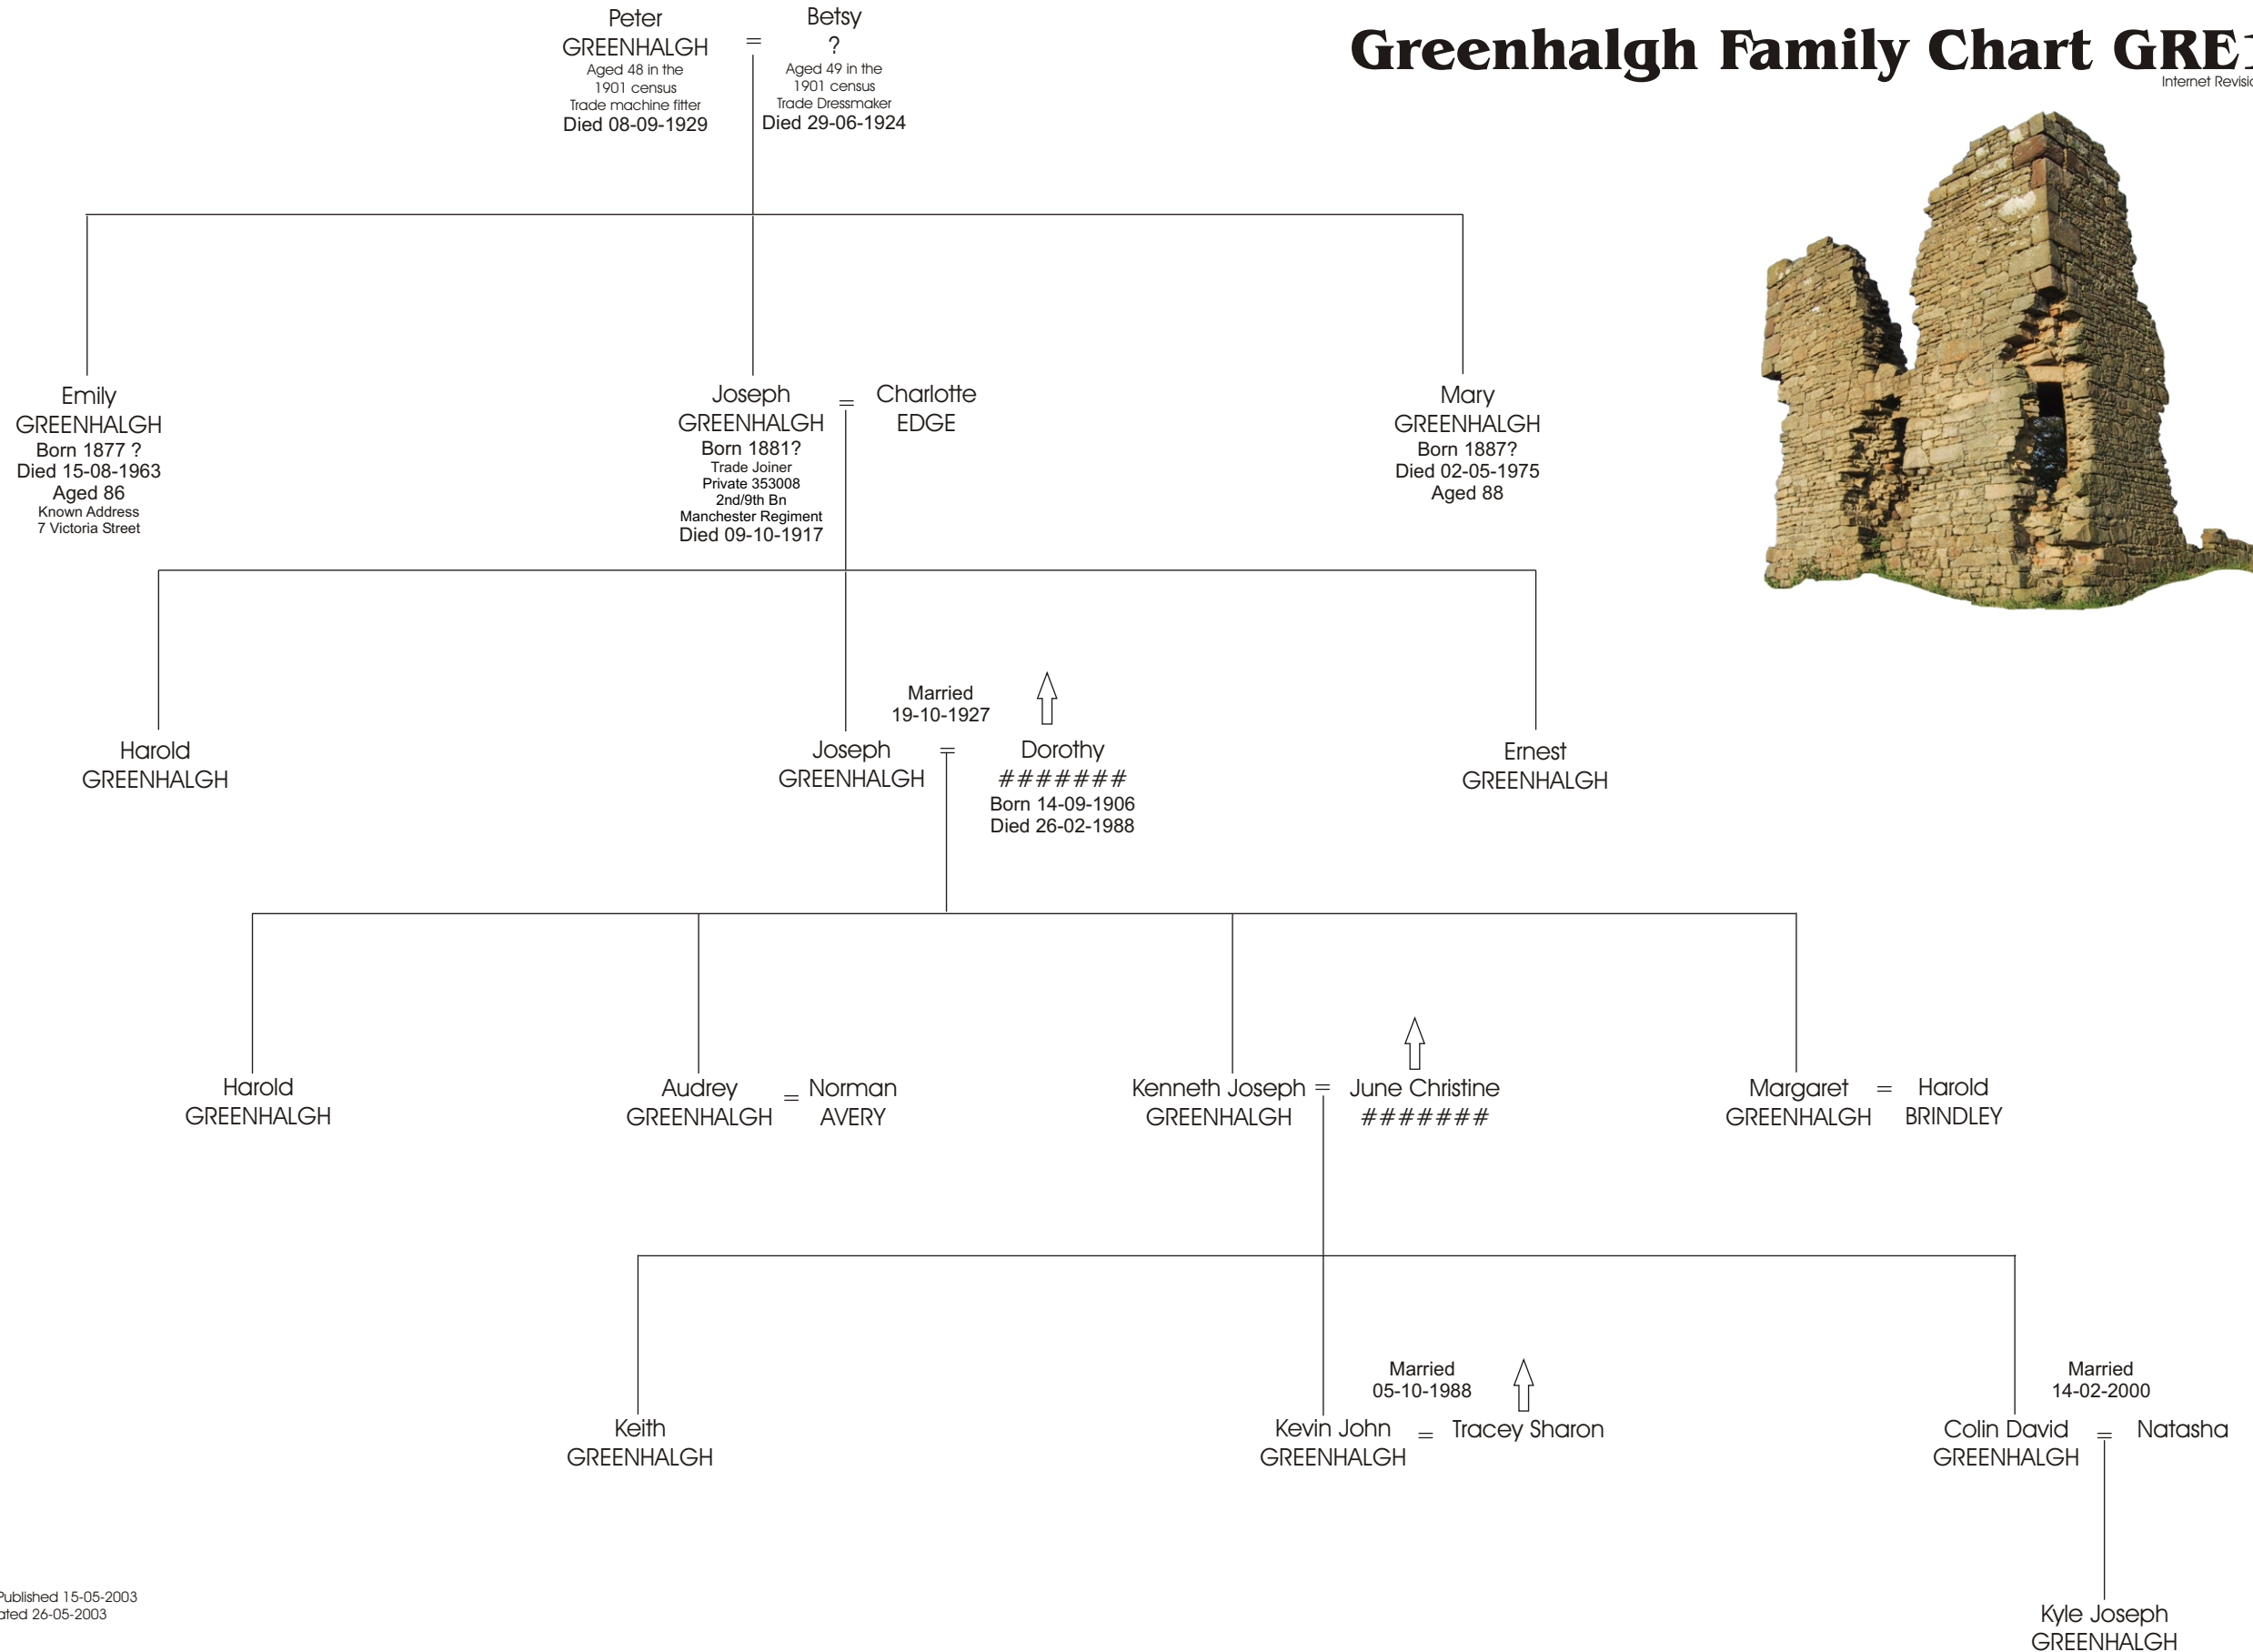 Greenhalgh Family Chart GRE1
Internet
Peter
GREENHALGH
Aged 48 in the
1901 census
Trade machine fitter
Died 08-09-1929
=
Betsy
?
Aged 49 in the
1901 census
Trade Dressmaker
Died 29-06-1924
Emily
GREENHALGH
Born 1877 ?
Died 15-08-1963
Aged 86
Known Address
7 Victoria Street
Joseph
GREENHALGH
Born 1881?
Trade Joiner
Private 353008
2nd/9th Bn
Manchester Regiment
Died 09-10-1917
=
Charlotte
EDGE
Mary
GREENHALGH
Born 1887?
Died 02-05-1975
Aged 88
Harold
GREENHALGH
Married
19-10-1927
Joseph
GREENHALGH
=
Dorothy
#######
Born 14-09-1906
Died 26-02-1988
Ernest
GREENHALGH
Harold
GREENHALGH
Audrey
GREENHALGH
=
Norman
AVERY
Kenneth Joseph
GREENHALGH
=
June Christine
#######
Margaret
GREENHALGH
=
Harold
BRINDLEY
Keith
GREENHALGH
Married
05-10-1988
Kevin John
GREENHALGH
=
Tracey Sharon
Married
14-02-2000
Colin David
GREENHALGH
=
Natasha
Kyle Joseph
GREENHALGH
Published 15-05-2003
26-05-2003